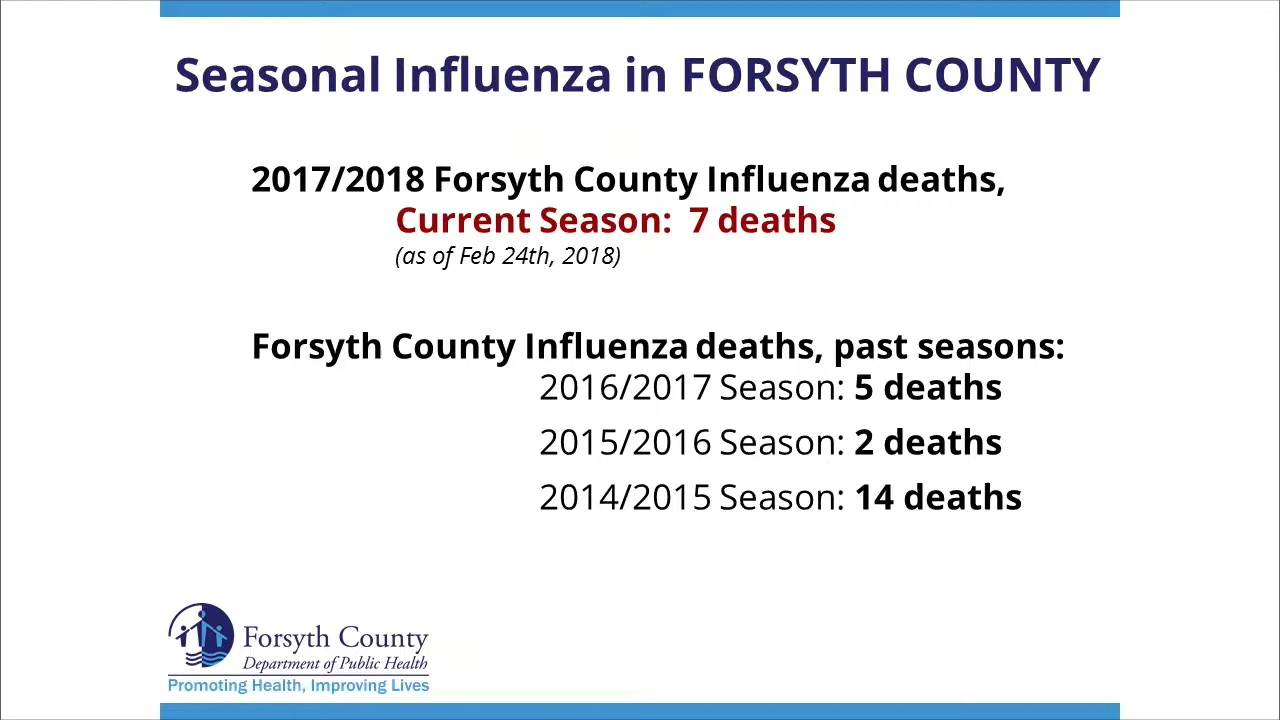 Seasonal Influenza in FORSYTH COUNTY
2017/2018 Forsyth County Influenza deaths,
Current Season: 7 deaths
(as of Feb 24th, 2018)
Forsyth County Influenza deaths, past seasons:
2016/2017 Season: 5 deaths
2015/2016 Season: 2 deaths
2014/2015 Season: 14 deaths
Forsyth County
Department of Public Health
Promoting Health, Improving Lives